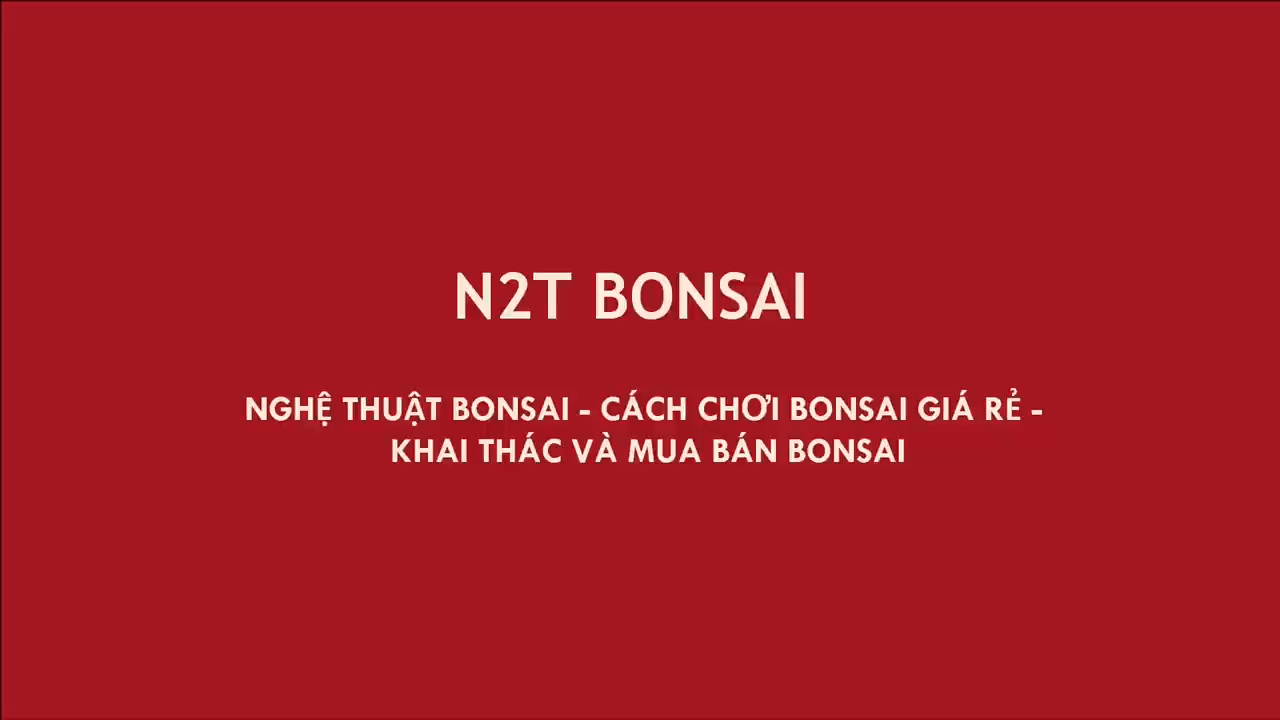 N2T BONSAI
NGHỆ THUẬT BONSAI - CÁCH CHƠI BONSAI GIÁ RẺ -
KHAI THÁC VÀ MUA BÁN BONSAI